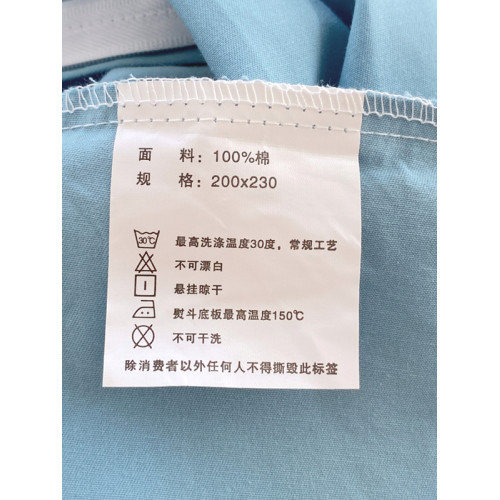 面 料：100%棉
规 格：200x230
30℃ 最高洗涤温度30度，常规工艺
不可漂白
悬挂晾干
熨斗底板最高温度150℃
不可干洗
除消费者以外任何人不得撕毁此标签